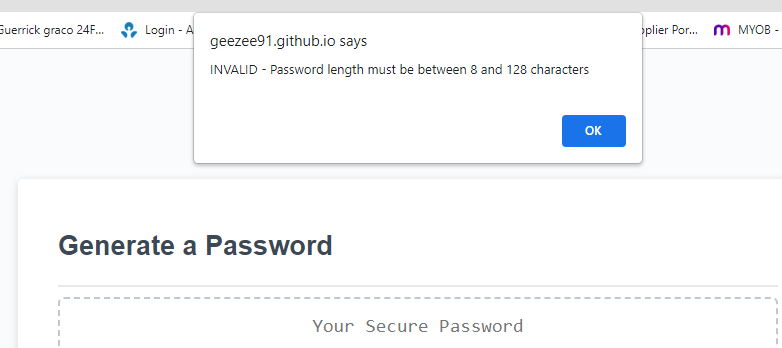 geezee91.github.io says
Guerrick graco 24F... Login - A plier Por... MYOB -
INVALID - Password length must be between 8 and 128 characters
OK
Generate a Password
Your Secure Password